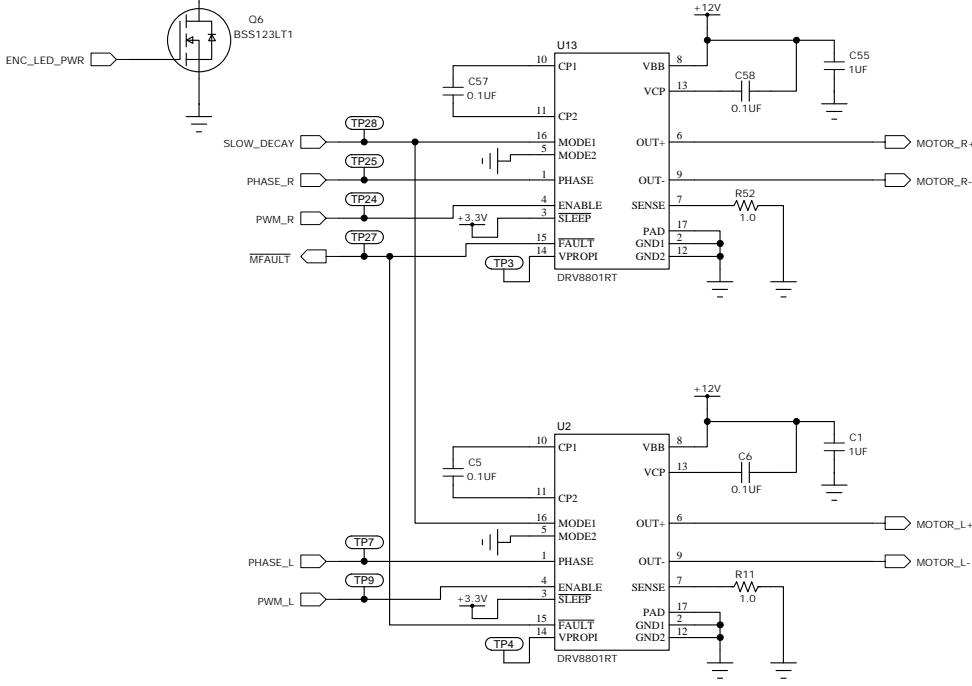 Q6
BSS123LT1
ENC_LED_PWR
+12V
U13
10 CP1 VBB 8
C55
1UF
C57
0.1UF
C58
0.1UF
VCP 13
11 CP2
TP28
SLOW_DECAY
16 MODE1 OUT+ 6 MOTOR_R+
5 MODE2
TP25
PHASE_R 1 PHASE OUT- 9 MOTOR_R-
TP24
R52
1.0
PWM_R 4 ENABLE SENSE 7
+3.3V 3 SLEEP
PAD 17
TP27
MFAULT 15 FAULT GND1 2
TP3 14 VPROPI GND2 12
DRV8801RT
+12V
U2
10 CP1 VBB 8
C1
1UF
C5
0.1UF
C6
0.1UF
VCP 13
11 CP2
16 MODE1 OUT+ 6 MOTOR_L+
5 MODE2
TP7
PHASE_L 1 PHASE OUT- 9 MOTOR_L-
TP9
R11
1.0
PWM_L 4 ENABLE SENSE 7
+3.3V 3 SLEEP
PAD 17
15 FAULT GND1 2
TP4 14 VPROPI GND2 12
DRV8801RT